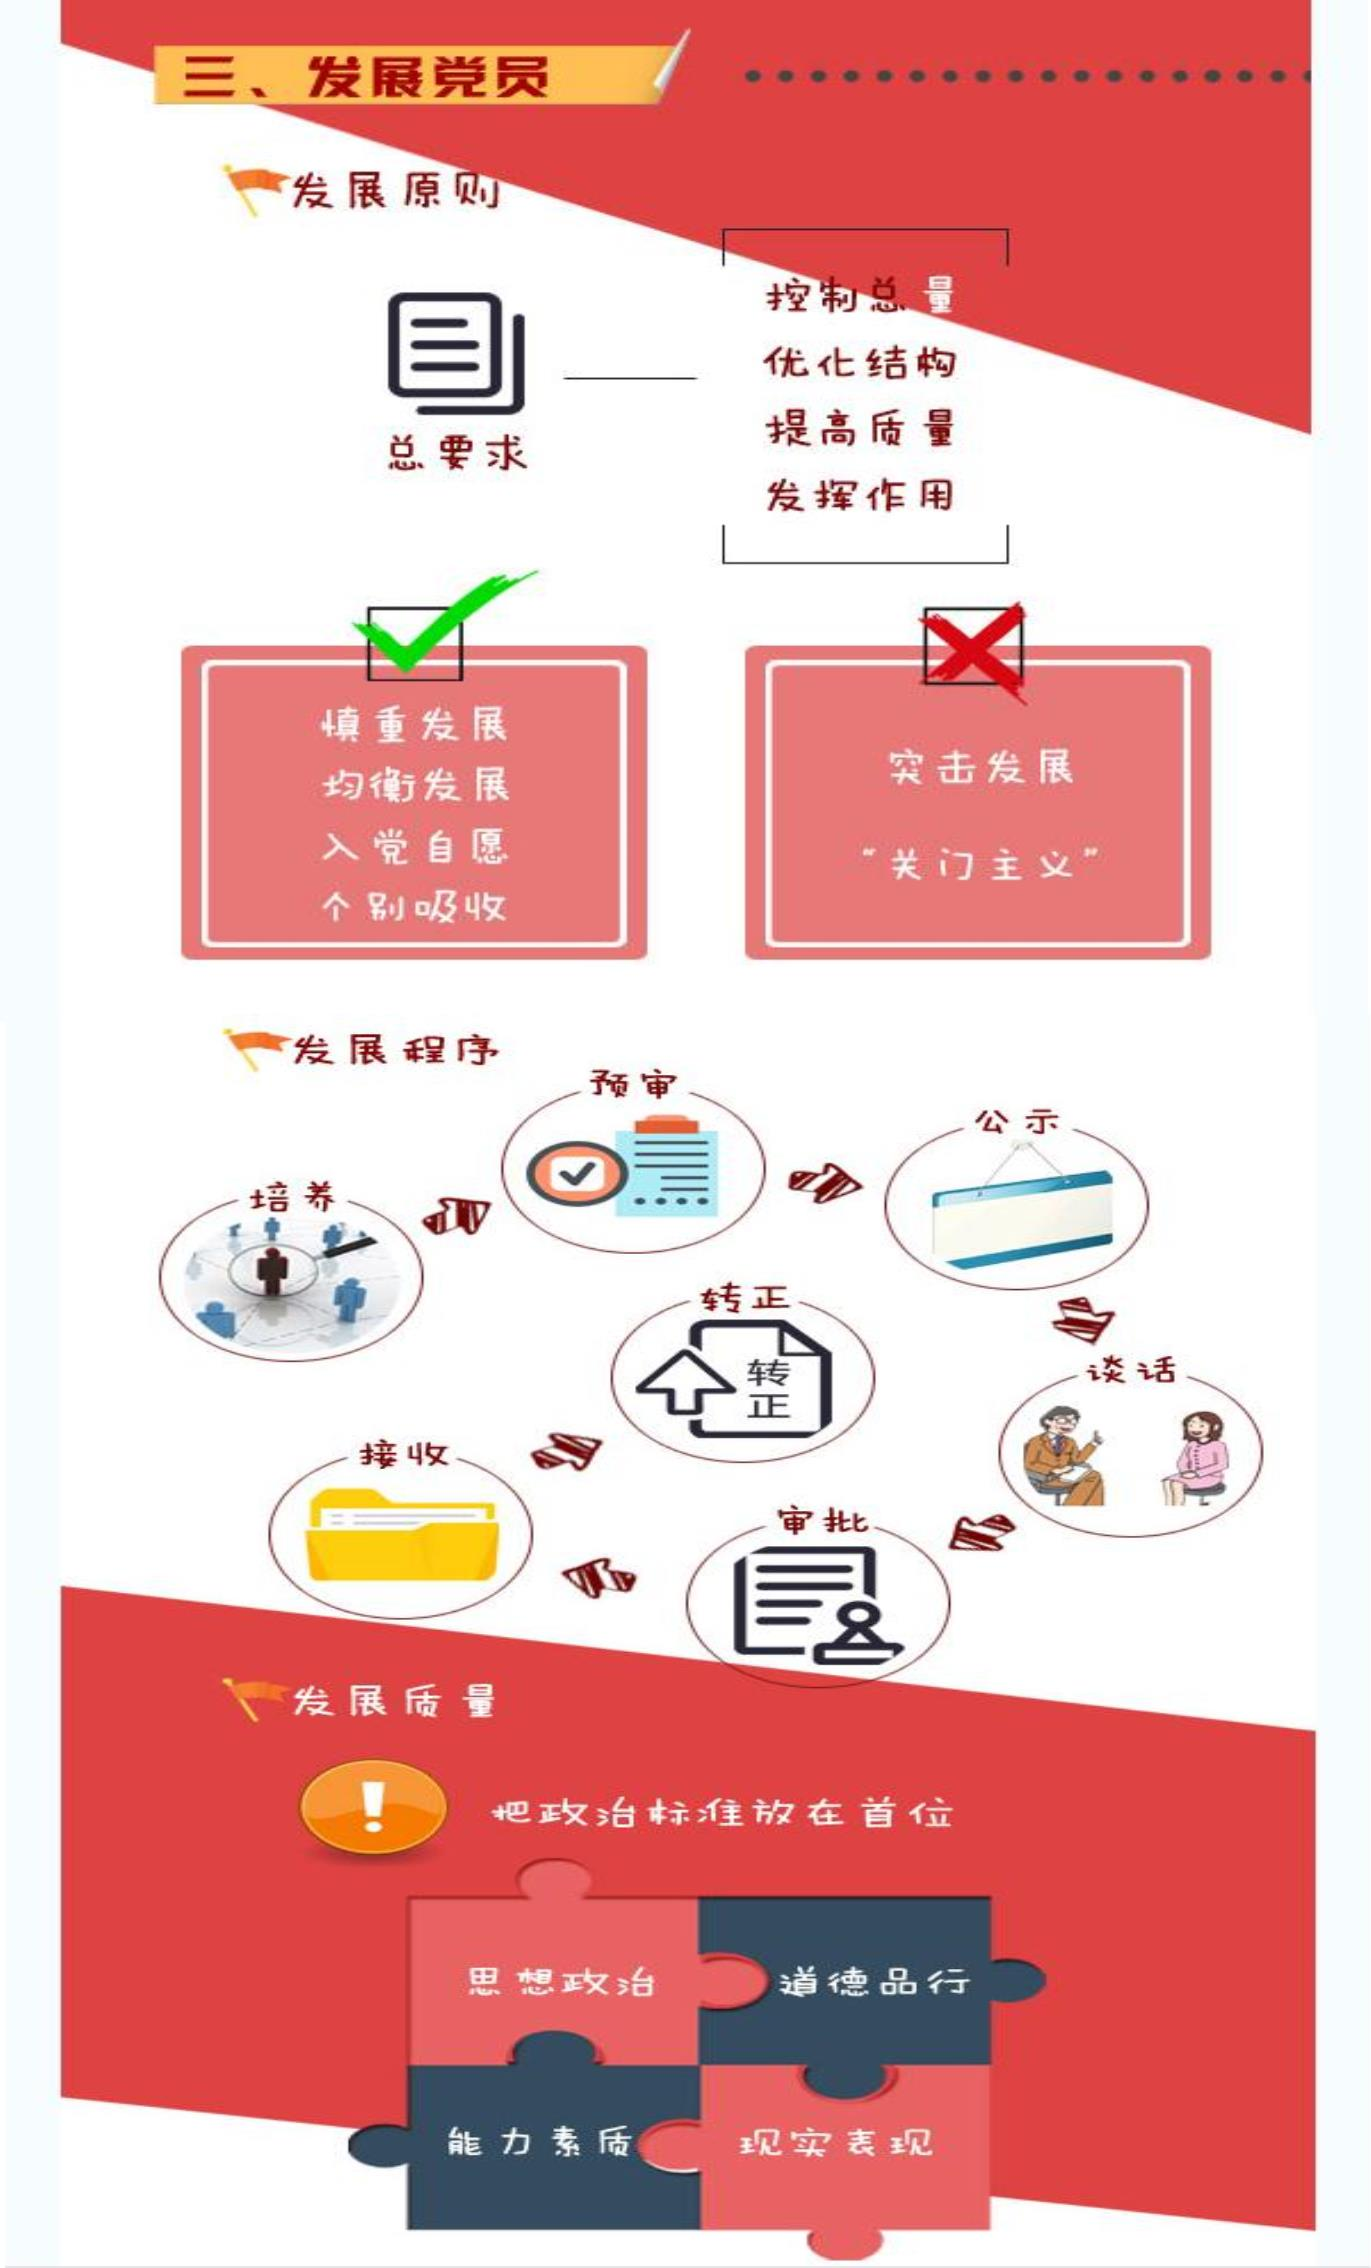 三、发展党员
发展原则
总要求
控制总量
优化结构
提高质量
发挥作用
慎重发展
均衡发展
入党自愿
个别吸收
突击发展
“关门主义”
发展程序
培养
预审
公示
谈话
审批
接收
转正
转
正
发展质量
把政治标准放在首位
思想政治
道德品行
能力素质
现实表现